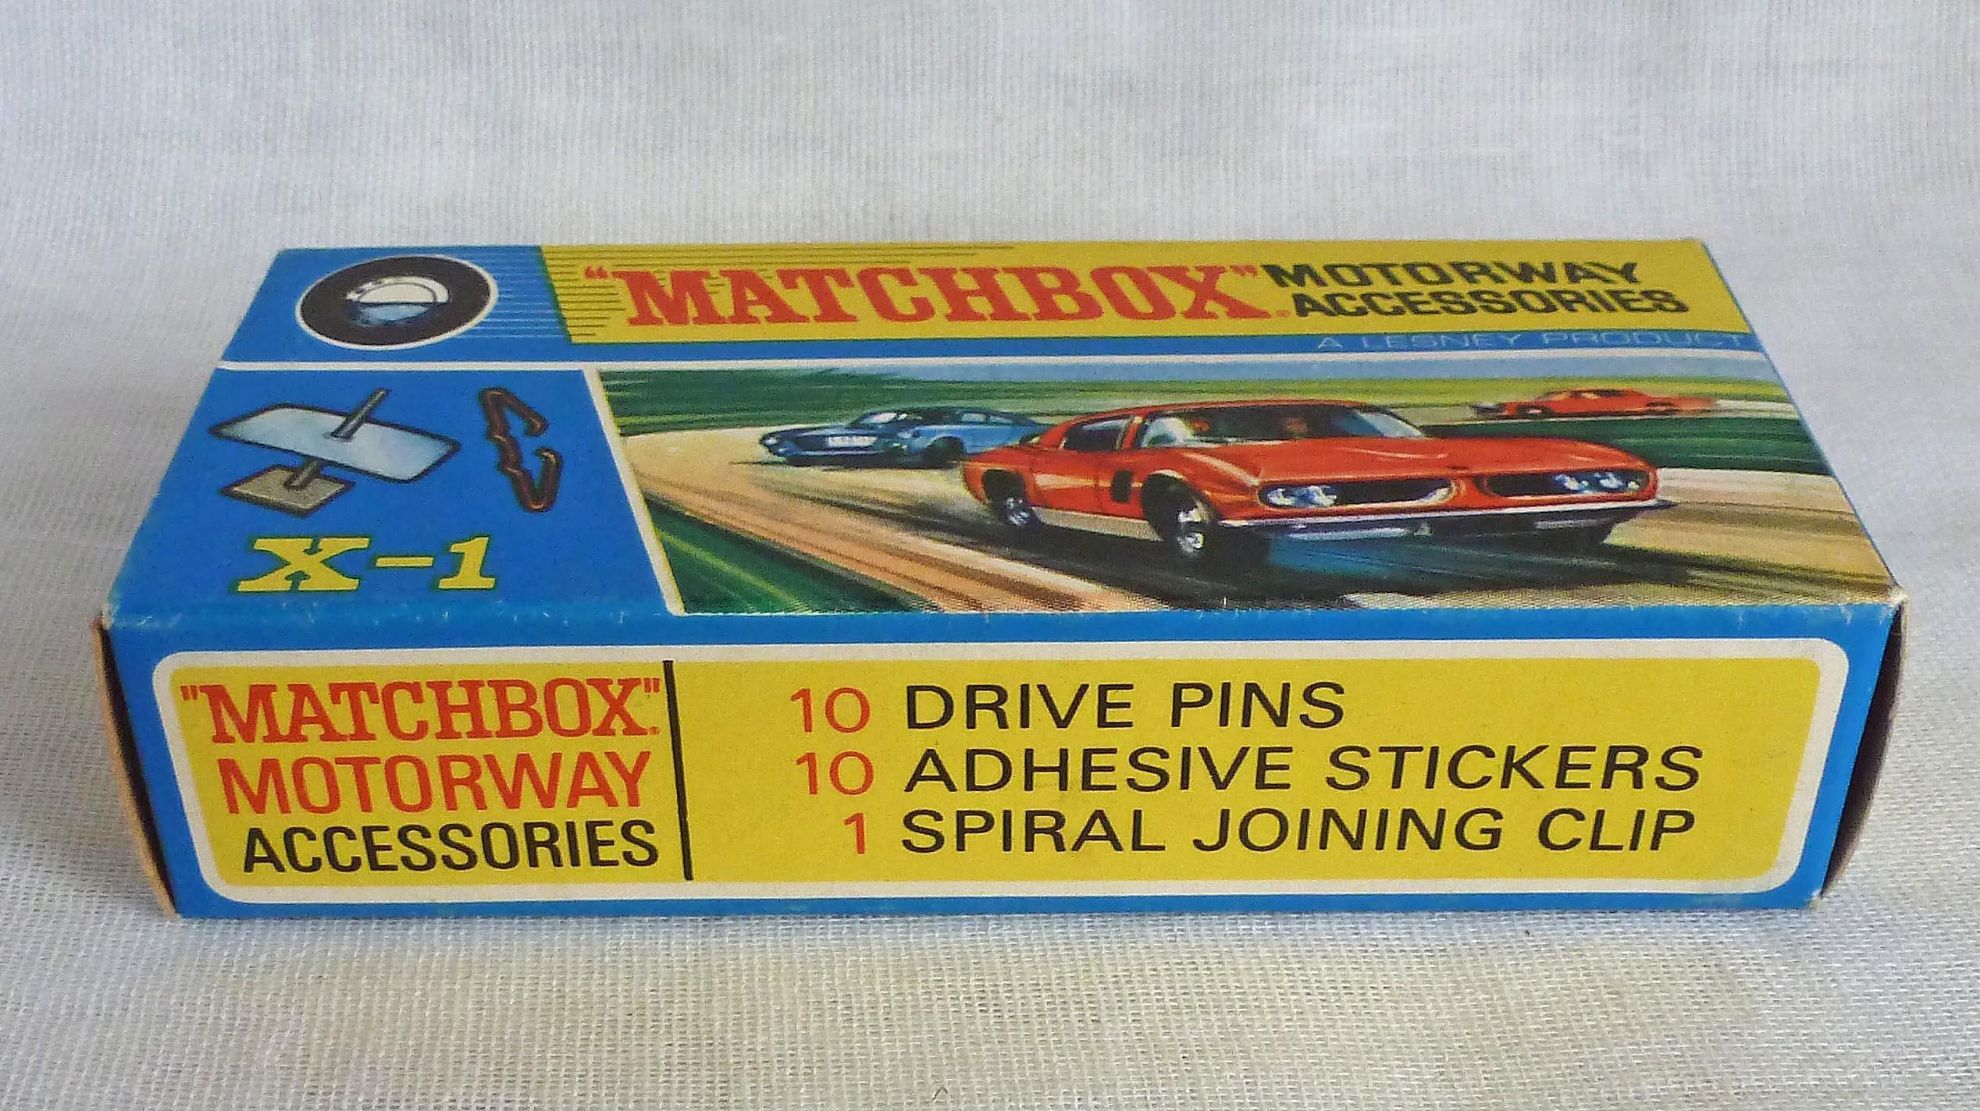 "MATCHBOX" MOTORWAY
ACCESSORIES
A LESNEY PRODUCT
X-1
"MATCHBOX"
MOTORWAY
ACCESSORIES
10 DRIVE PINS
10 ADHESIVE STICKERS
1 SPIRAL JOINING CLIP